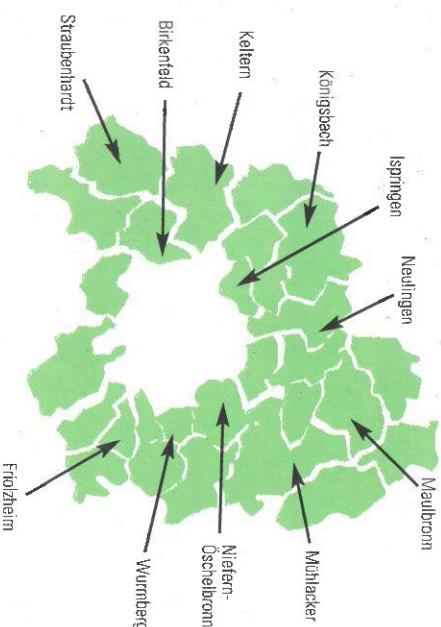 Straubenhardt
Birkenfeld
Keltern
Königsbach
Ispringen
Neulingen
Maulbronn
Mühlacker
Niefern-
Öschelbronn
Wurmberg
Friolzheim